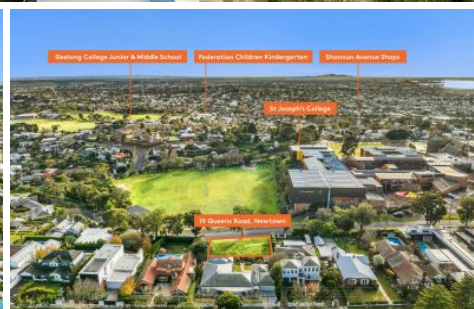 Geelong College Junior & Middle School
Federation Children Kindergarten
Shannon Avenue Shops
St Joseph's College
19 Queens Road, Newtown